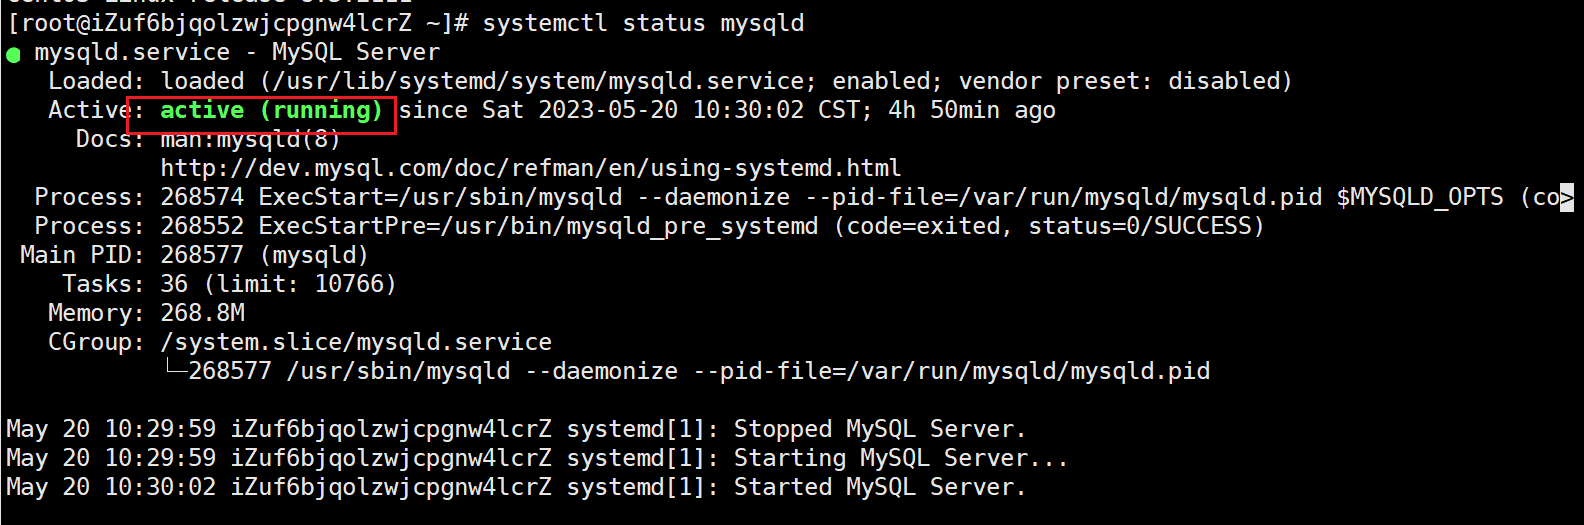 [root@iZuf6bjqolzwjcpgnw4lcrZ ~]# systemctl status mysqld
● mysqld.service - MySQL Server
   Loaded: loaded (/usr/lib/systemd/system/mysqld.service; enabled; vendor preset: disabled)
   Active: active (running) since Sat 2023-05-20 10:30:02 CST; 4h 50min ago
     Docs: man:mysqld(8)
           http://dev.mysql.com/doc/refman/en/using-systemd.html
  Process: 268574 ExecStart=/usr/sbin/mysqld --daemonize --pid-file=/var/run/mysqld/mysqld.pid $MYSQLD_OPTS (co>
  Process: 268552 ExecStartPre=/usr/bin/mysqld_pre_systemd (code=exited, status=0/SUCCESS)
 Main PID: 268577 (mysqld)
    Tasks: 36 (limit: 10766)
   Memory: 268.8M
   CGroup: /system.slice/mysqld.service
           └─268577 /usr/sbin/mysqld --daemonize --pid-file=/var/run/mysqld/mysqld.pid
May 20 10:29:59 iZuf6bjqolzwjcpgnw4lcrZ systemd[1]: Stopped MySQL Server.
May 20 10:29:59 iZuf6bjqolzwjcpgnw4lcrZ systemd[1]: Starting MySQL Server...
May 20 10:30:02 iZuf6bjqolzwjcpgnw4lcrZ systemd[1]: Started MySQL Server.